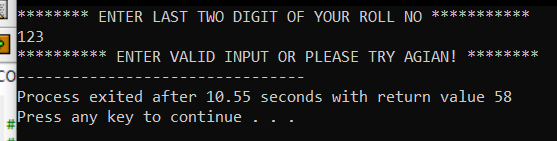 ******** ENTER LAST TWO DIGIT OF YOUR ROLL NO ***********
123
********** ENTER VALID INPUT OR PLEASE TRY AGIAN! ********
--------------------------------
Process exited after 10.55 seconds with return value 58
Press any key to continue . . .
co
#